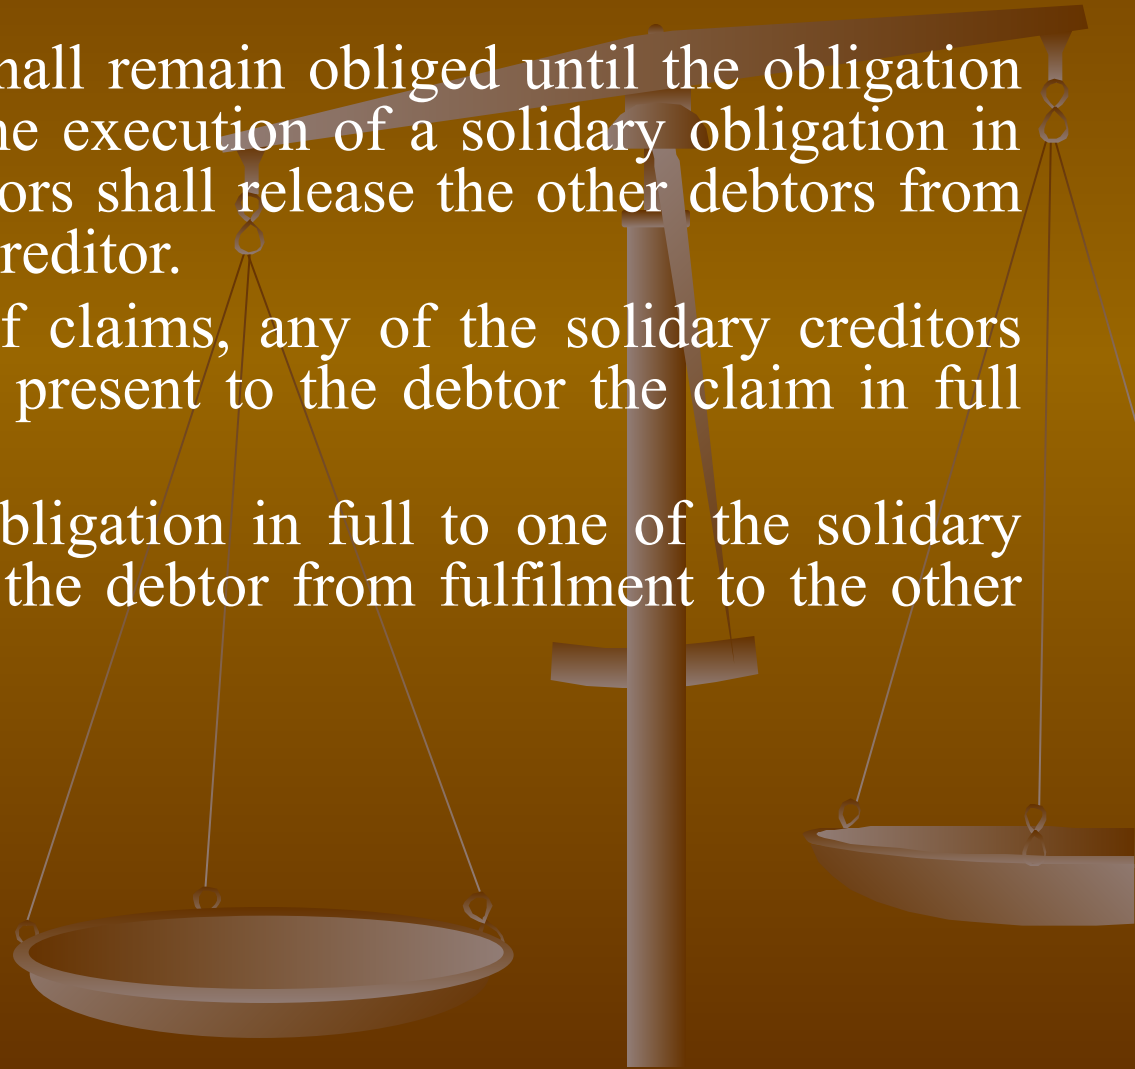 hall remain obliged until the obligation
he execution of a solidary obligation in
ors shall release the other debtors from
reditor.
f claims, any of the solidary creditors
present to the debtor the claim in full
bligation in full to one of the solidary
the debtor from fulfilment to the other